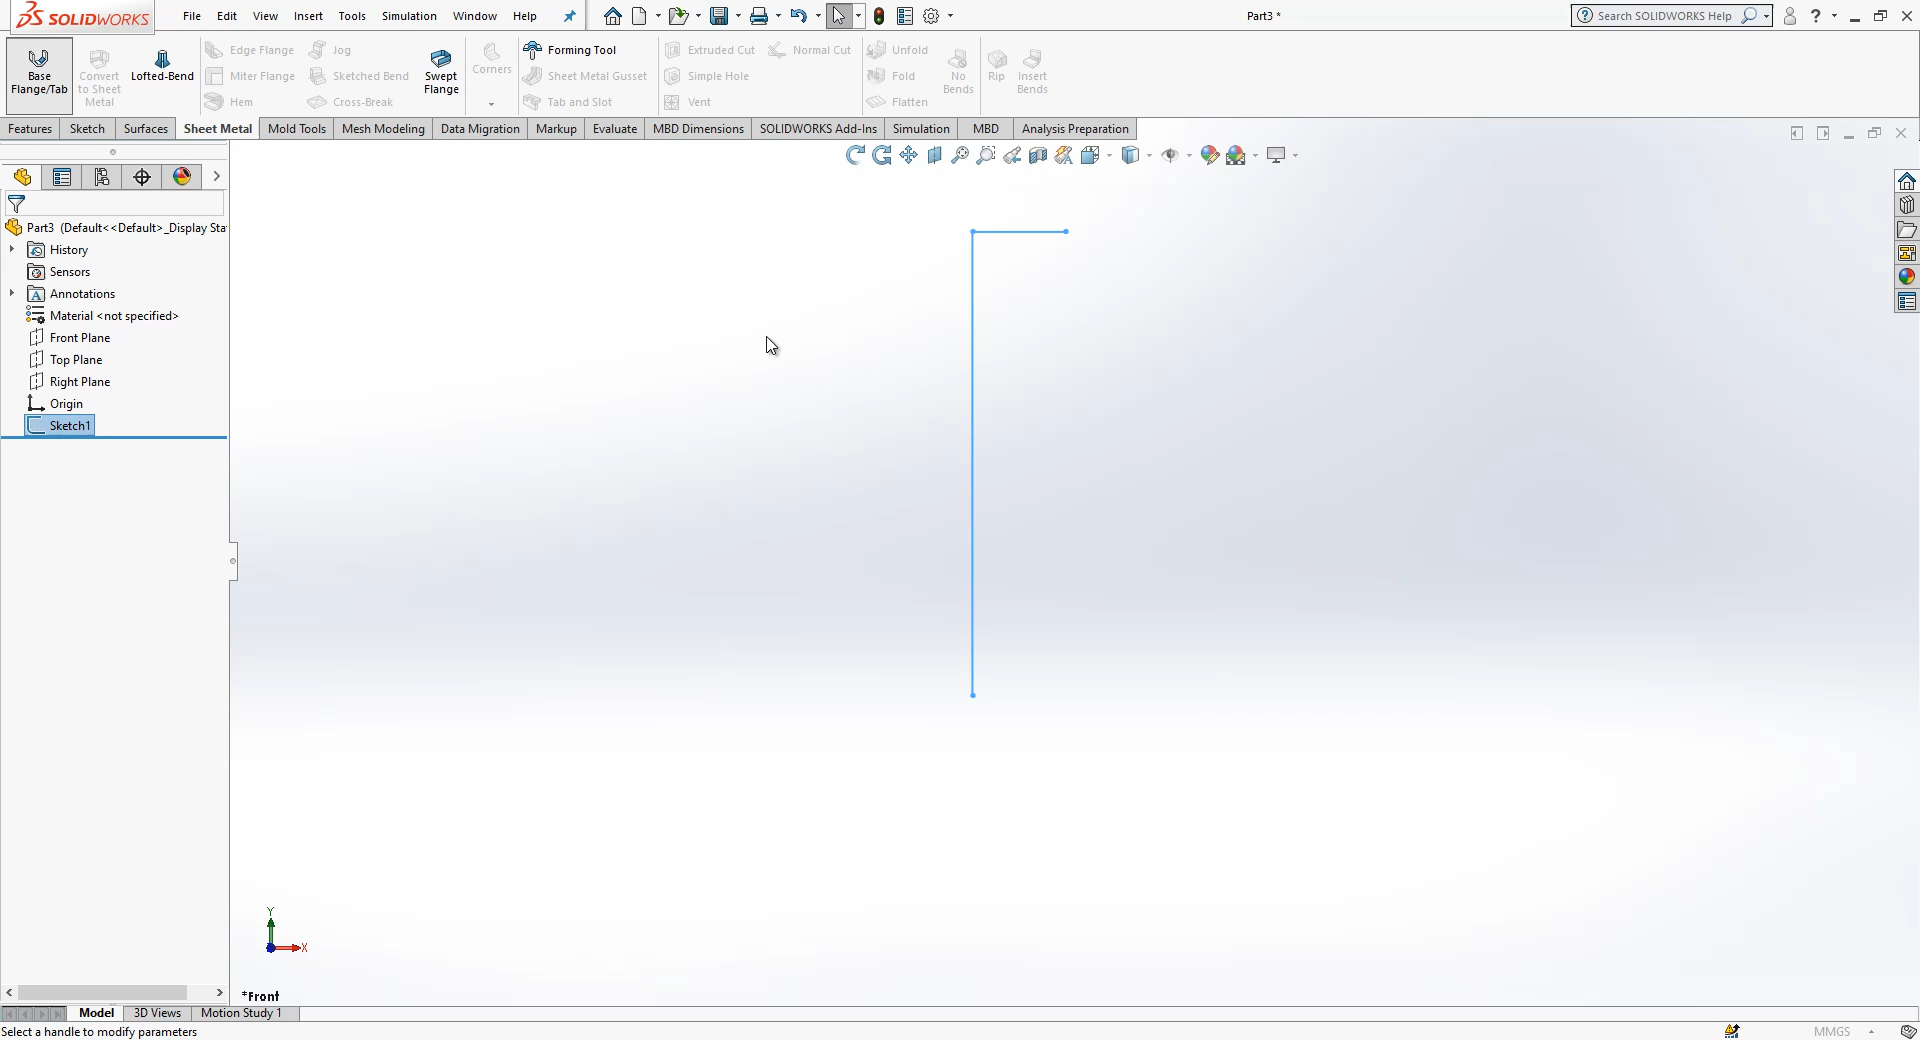 SOLIDWORKS
File Edit View Insert Tools Simulation Window Help
Part3 *
Search SOLIDWORKS Help
Base Flange/Tab
Convert to Sheet Metal
Lofted-Bend
Edge Flange
Miter Flange
Hem
Jog
Sketched Bend
Cross-Break
Swept Flange
Corners
Forming Tool
Sheet Metal Gusset
Tab and Slot
Extruded Cut
Simple Hole
Vent
Normal Cut
Unfold
Fold
Flatten
No Bends
Rip
Insert Bends
Features Sketch Surfaces Sheet Metal Mold Tools Mesh Modeling Data Migration Markup Evaluate MBD Dimensions SOLIDWORKS Add-Ins Simulation MBD Analysis Preparation
Part3 (Default<<Default>_Display Sta
History
Sensors
Annotations
Material <not specified>
Front Plane
Top Plane
Right Plane
Origin
Sketch1
Y
X
*Front
Model 3D Views Motion Study 1
Select a handle to modify parameters
MMGS